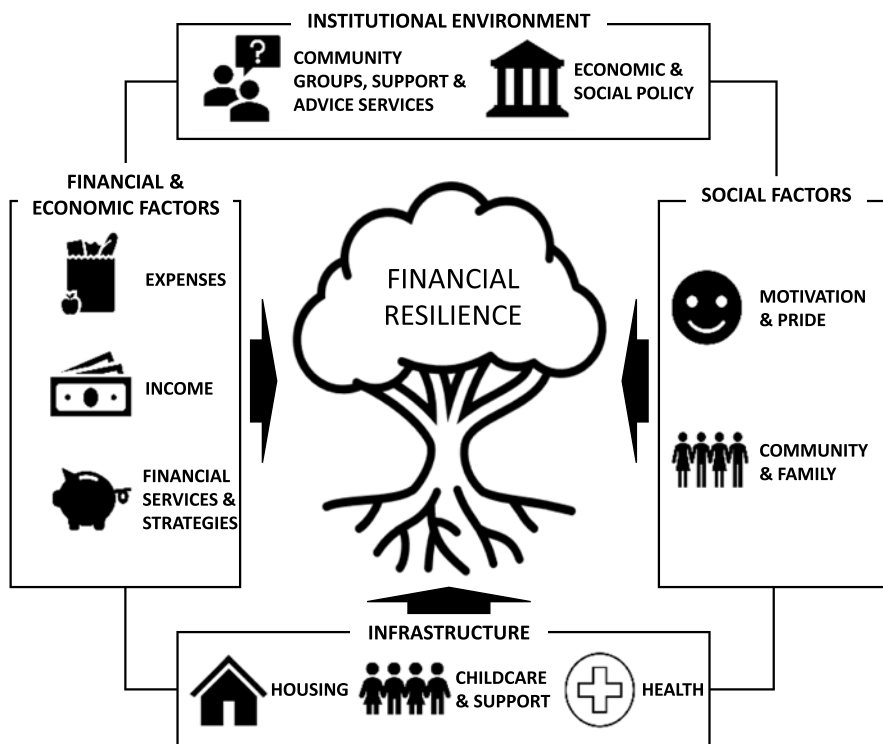 INSTITUTIONAL ENVIRONMENT
?
COMMUNITY
GROUPS, SUPPORT &
ADVICE SERVICES
ECONOMIC &
SOCIAL POLICY
FINANCIAL &
ECONOMIC FACTORS
EXPENSES
INCOME
FINANCIAL
SERVICES &
STRATEGIES
FINANCIAL
RESILIENCE
SOCIAL FACTORS
MOTIVATION
& PRIDE
COMMUNITY
& FAMILY
INFRASTRUCTURE
HOUSING
CHILDCARE
& SUPPORT
HEALTH